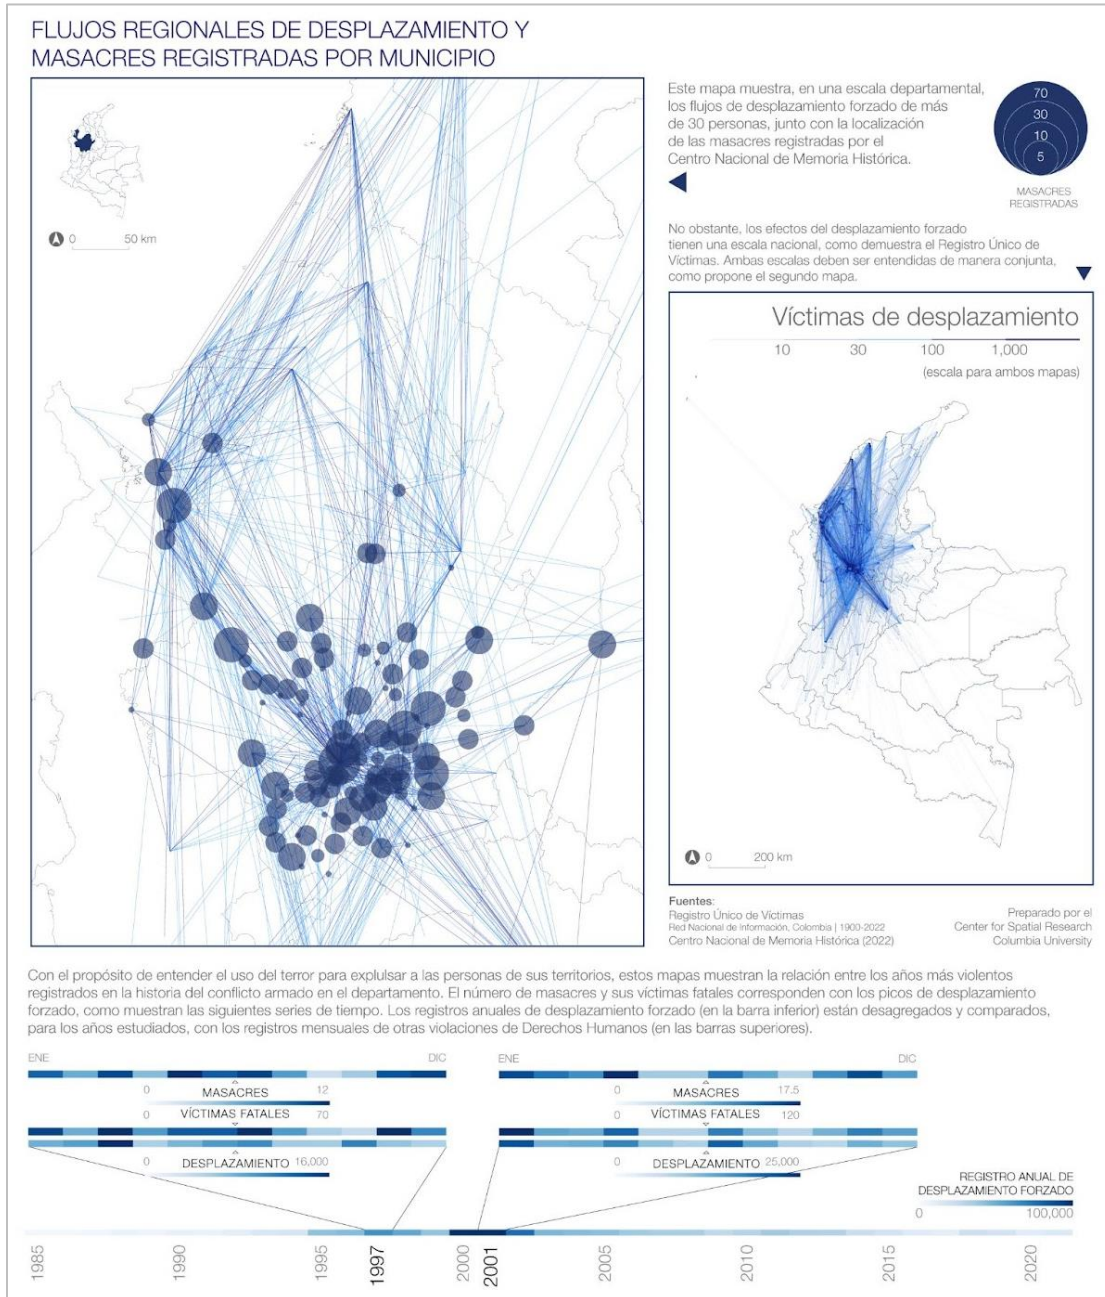 FLUJOS REGIONALES DE DESPLAZAMIENTO Y
MASACRES REGISTRADAS POR MUNICIPIO
0 50 km
Este mapa muestra, en una escala departamental,
los flujos de desplazamiento forzado de más
de 30 personas, junto con la localización
de las masacres registradas por el
Centro Nacional de Memoria Histórica.
70
30
10
5
MASACRES
REGISTRADAS
No obstante, los efectos del desplazamiento forzado
tienen una escala nacional, como demuestra el Registro Único de
Víctimas. Ambas escalas deben ser entendidas de manera conjunta,
como propone el segundo mapa.
Víctimas de desplazamiento
10 30 100 1,000
(escala para ambos mapas)
0 200 km
Fuentes:
Registro Único de Víctimas
Red Nacional de Información, Colombia | 1900-2022
Centro Nacional de Memoria Histórica (2022)
Preparado por el
Center for Spatial Research
Columbia University
Con el propósito de entender el uso del terror para explulsar a las personas de sus territorios, estos mapas muestran la relación entre los años más violentos
registrados en la historia del conflicto armado en el departamento. El número de masacres y sus víctimas fatales corresponden con los picos de desplazamiento
forzado, como muestran las siguientes series de tiempo. Los registros anuales de desplazamiento forzado (en la barra inferior) están desagregados y comparados,
para los años estudiados, con los registros mensuales de otras violaciones de Derechos Humanos (en las barras superiores).
ENE DIC
0 MASACRES 12
0 VÍCTIMAS FATALES 70
0 DESPLAZAMIENTO 16,000
ENE DIC
0 MASACRES 17.5
0 VÍCTIMAS FATALES 120
0 DESPLAZAMIENTO 25,000
REGISTRO ANUAL DE
DESPLAZAMIENTO FORZADO
0 100,000
1985 1990 1995 1997 2000 2001 2005 2010 2015 2020